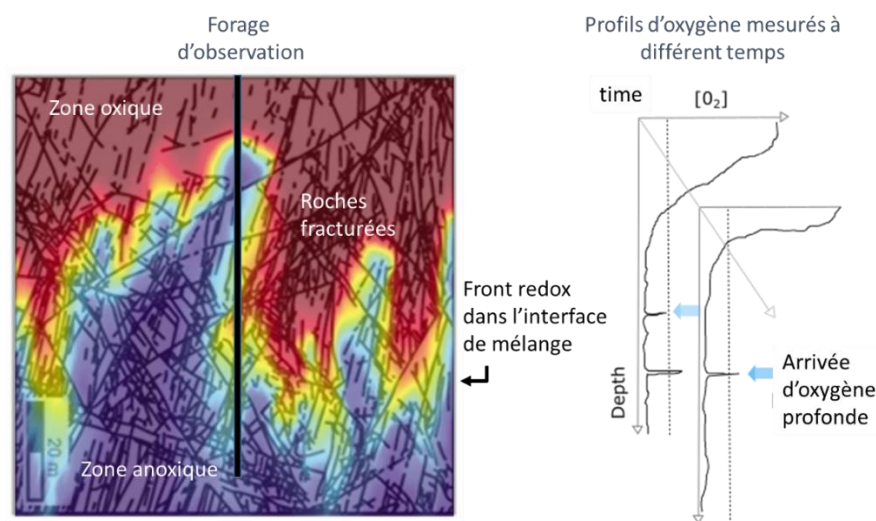 Forage
d'observation
Profils d'oxygène mesurés à
différent temps
Zone oxique
time
[O₂]
Roches
fracturées
Front redox
dans l'interface
de mélange
Depth
Arrivée
d'oxygène
profonde
20 m
Zone anoxique